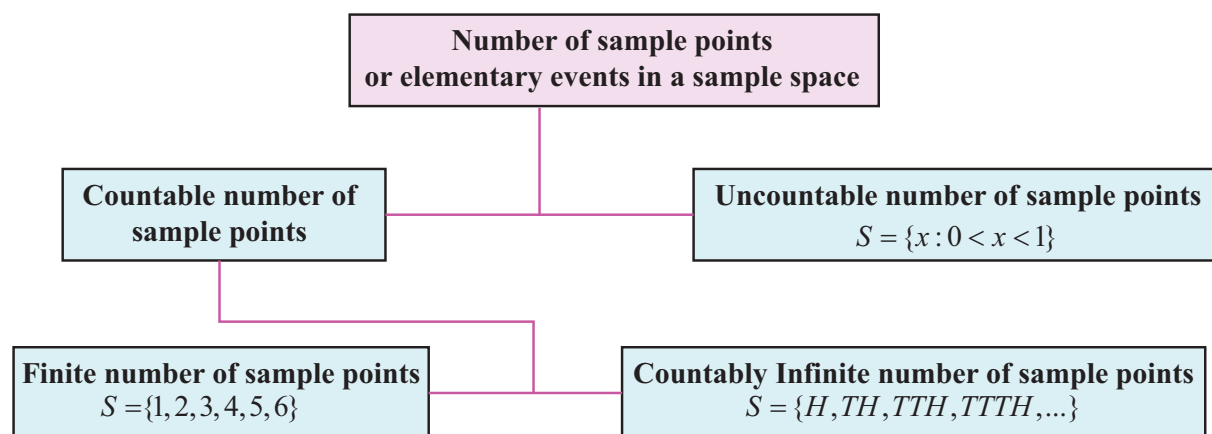 Number of sample points
or elementary events in a sample space
Countable number of
sample points
Uncountable number of sample points
S = {x : 0 < x < 1}
Finite number of sample points
S = {1, 2, 3, 4, 5, 6}
Countably Infinite number of sample points
S = {H, TH, TTH, TTTH, ...}